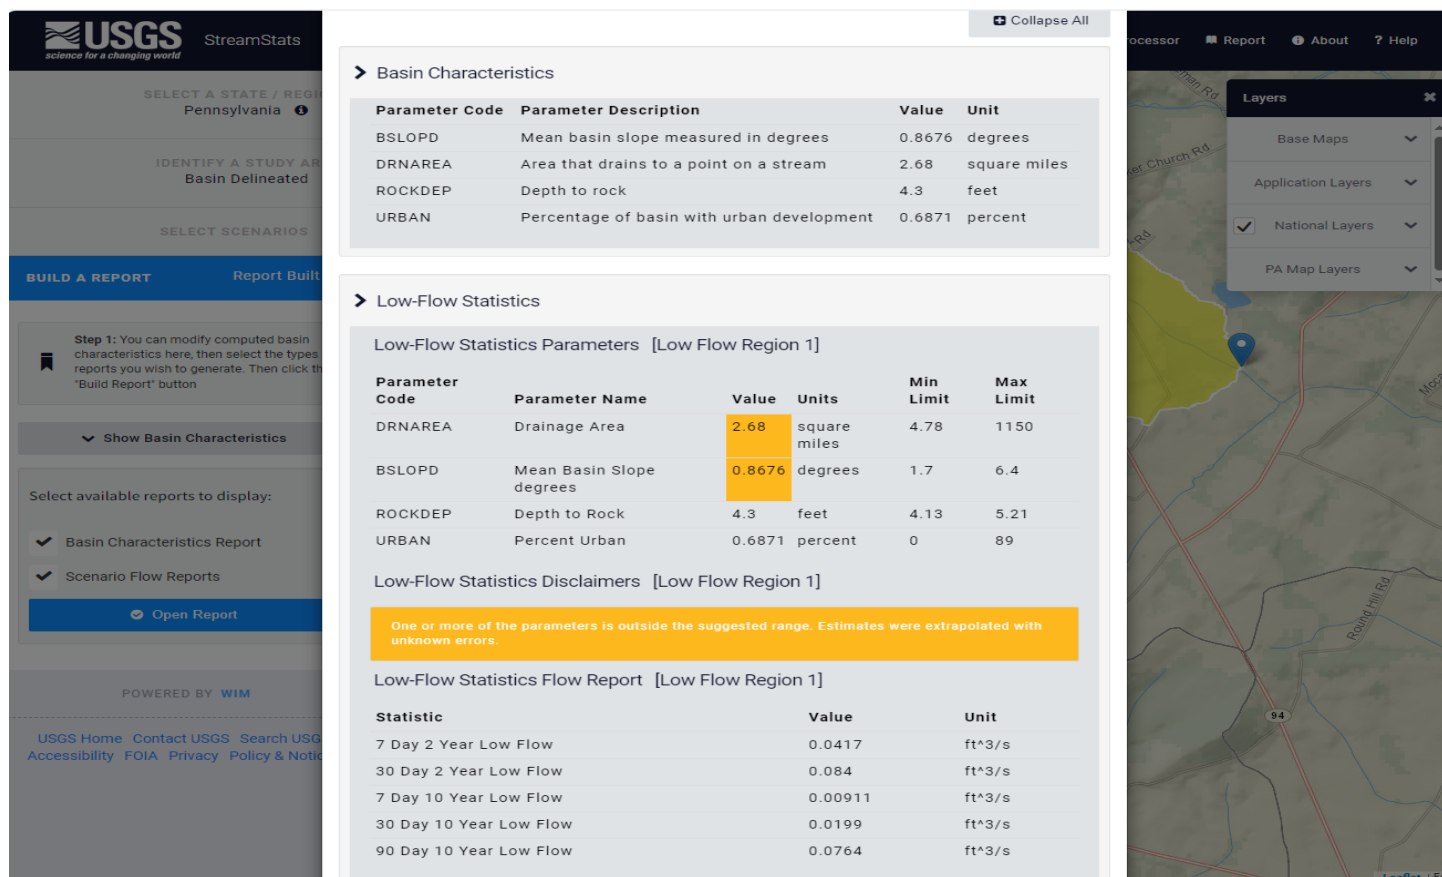 USGS
science for a changing world
StreamStats
Collapse All
Report
About
? Help
SELECT A STATE /
Pennsylvania
IDENTIFY A STUDY
Basin Delineated
SELECT SCENARIOS
BUILD A REPORT Report Built
Step 1: You can modify computed basin
characteristics here, then select the types
reports you wish to generate. Then click
"Build Report" button
Show Basin Characteristics
Select available reports to display:
Basin Characteristics Report
Scenario Flow Reports
Open Report
POWERED BY WIM
USGS Home Contact USGS Search
Accessibility FOIA Privacy Policy &
Basin Characteristics
Parameter Code Parameter Description Value Unit
BSLOPD Mean basin slope measured in degrees 0.8676 degrees
DRNAREA Area that drains to a point on a stream 2.68 square miles
ROCKDEP Depth to rock 4.3 feet
URBAN Percentage of basin with urban development 0.6871 percent
Low-Flow Statistics
Low-Flow Statistics Parameters [Low Flow Region 1]
Parameter Min Max
Code Parameter Name Value Units Limit Limit
DRNAREA Drainage Area 2.68 square 4.78 1150
miles
BSLOPD Mean Basin Slope 0.8676 degrees 1.7 6.4
degrees
ROCKDEP Depth to Rock 4.3 feet 4.13 5.21
URBAN Percent Urban 0.6871 percent 0 89
Low-Flow Statistics Disclaimers [Low Flow Region 1]
One or more of the parameters is outside the suggested range. Estimates were extrapolated with
unknown errors.
Low-Flow Statistics Flow Report [Low Flow Region 1]
Statistic Value Unit
7 Day 2 Year Low Flow 0.0417 ft^3/s
30 Day 2 Year Low Flow 0.084 ft^3/s
7 Day 10 Year Low Flow 0.00911 ft^3/s
30 Day 10 Year Low Flow 0.0199 ft^3/s
90 Day 10 Year Low Flow 0.0764 ft^3/s
Layers
Base Maps
Application Layers
National Layers
PA Map Layers
Church Rd
Rd
Round Hill Rd
94